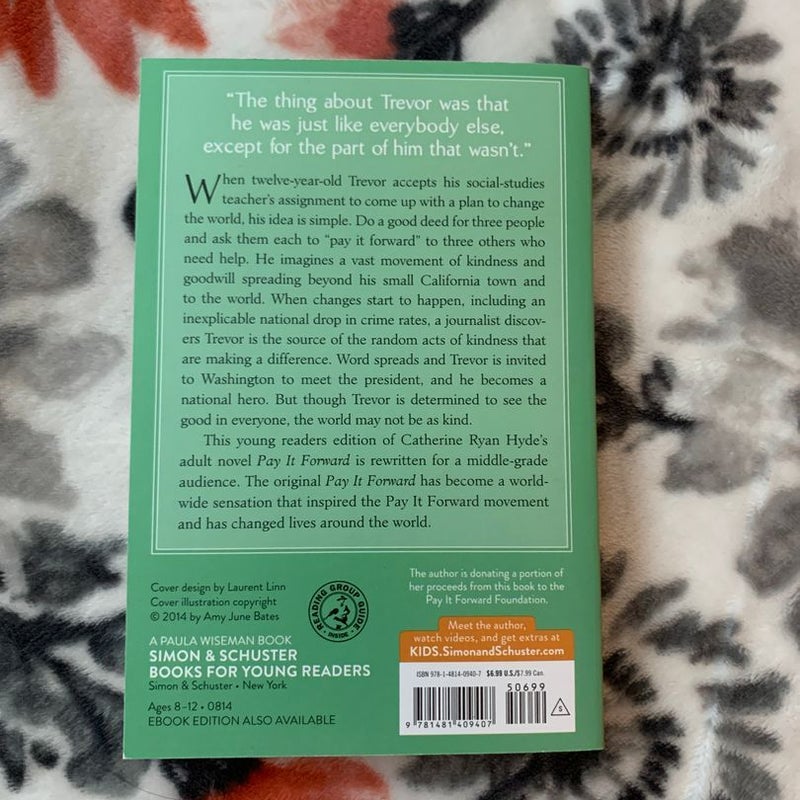 “The thing about Trevor was that
he was just like everybody else,
except for the part of him that wasn’t.”
When twelve-year-old Trevor accepts his social-studies
teacher’s assignment to come up with a plan to change
the world, his idea is simple. Do a good deed for three people
and ask them each to “pay it forward” to three others who
need help. He imagines a vast movement of kindness and
goodwill spreading beyond his small California town and
to the world. When changes start to happen, including an
inexplicable national drop in crime rates, a journalist discov-
ers Trevor is the source of the random acts of kindness that
are making a difference. Word spreads and Trevor is invited
to Washington to meet the president, and he becomes a
national hero. But though Trevor is determined to see the
good in everyone, the world may not be as kind.
This young readers edition of Catherine Ryan Hyde’s
adult novel Pay It Forward is rewritten for a middle-grade
audience. The original Pay It Forward has become a world-
wide sensation that inspired the Pay It Forward movement
and has changed lives around the world.
Cover design by Laurent Linn
Cover illustration copyright
© 2014 by Amy June Bates
READING GROUP GUIDE
• INSIDE •
A PAULA WISEMAN BOOK
SIMON & SCHUSTER
BOOKS FOR YOUNG READERS
Simon & Schuster • New York
Ages 8–12 • 0814
EBOOK EDITION ALSO AVAILABLE
The author is donating a portion of
her proceeds from this book to the
Pay It Forward Foundation.
Meet the author,
watch videos, and get extras at
KIDS.SimonandSchuster.com
ISBN 978-1-4814-0940-7 $6.99 U.S./$7.99 Can.
50699
9 781481 409407
S